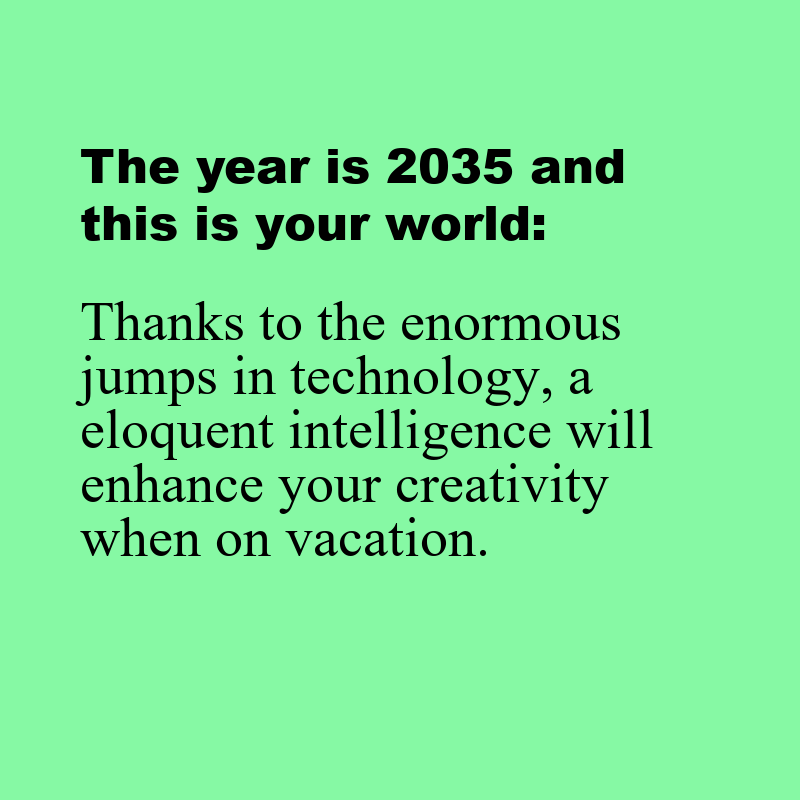 The year is 2035 and
this is your world:
Thanks to the enormous
jumps in technology, a
eloquent intelligence will
enhance your creativity
when on vacation.